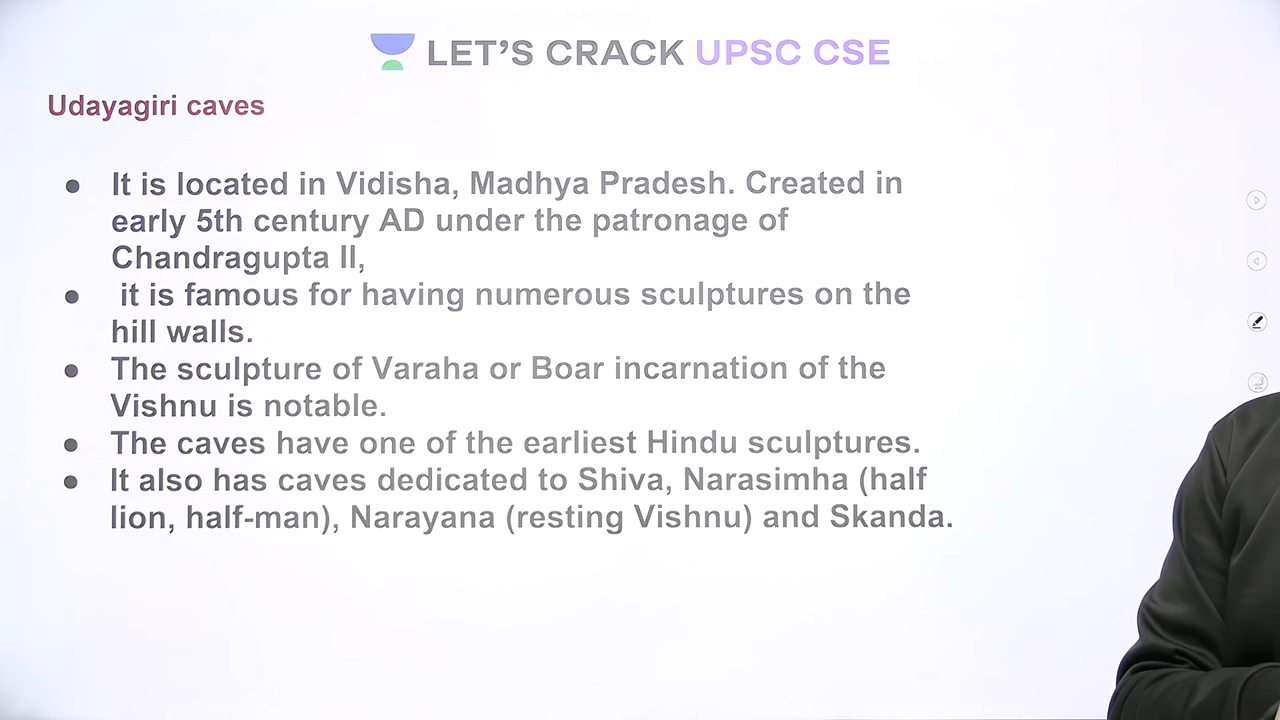 LET'S CRACK UPSC CSE
Udayagiri caves
● It is located in Vidisha, Madhya Pradesh. Created in
early 5th century AD under the patronage of
Chandragupta II,
● it is famous for having numerous sculptures on the
hill walls.
● The sculpture of Varaha or Boar incarnation of the
Vishnu is notable.
● The caves have one of the earliest Hindu sculptures.
● It also has caves dedicated to Shiva, Narasimha (half
lion, half-man), Narayana (resting Vishnu) and Skanda.